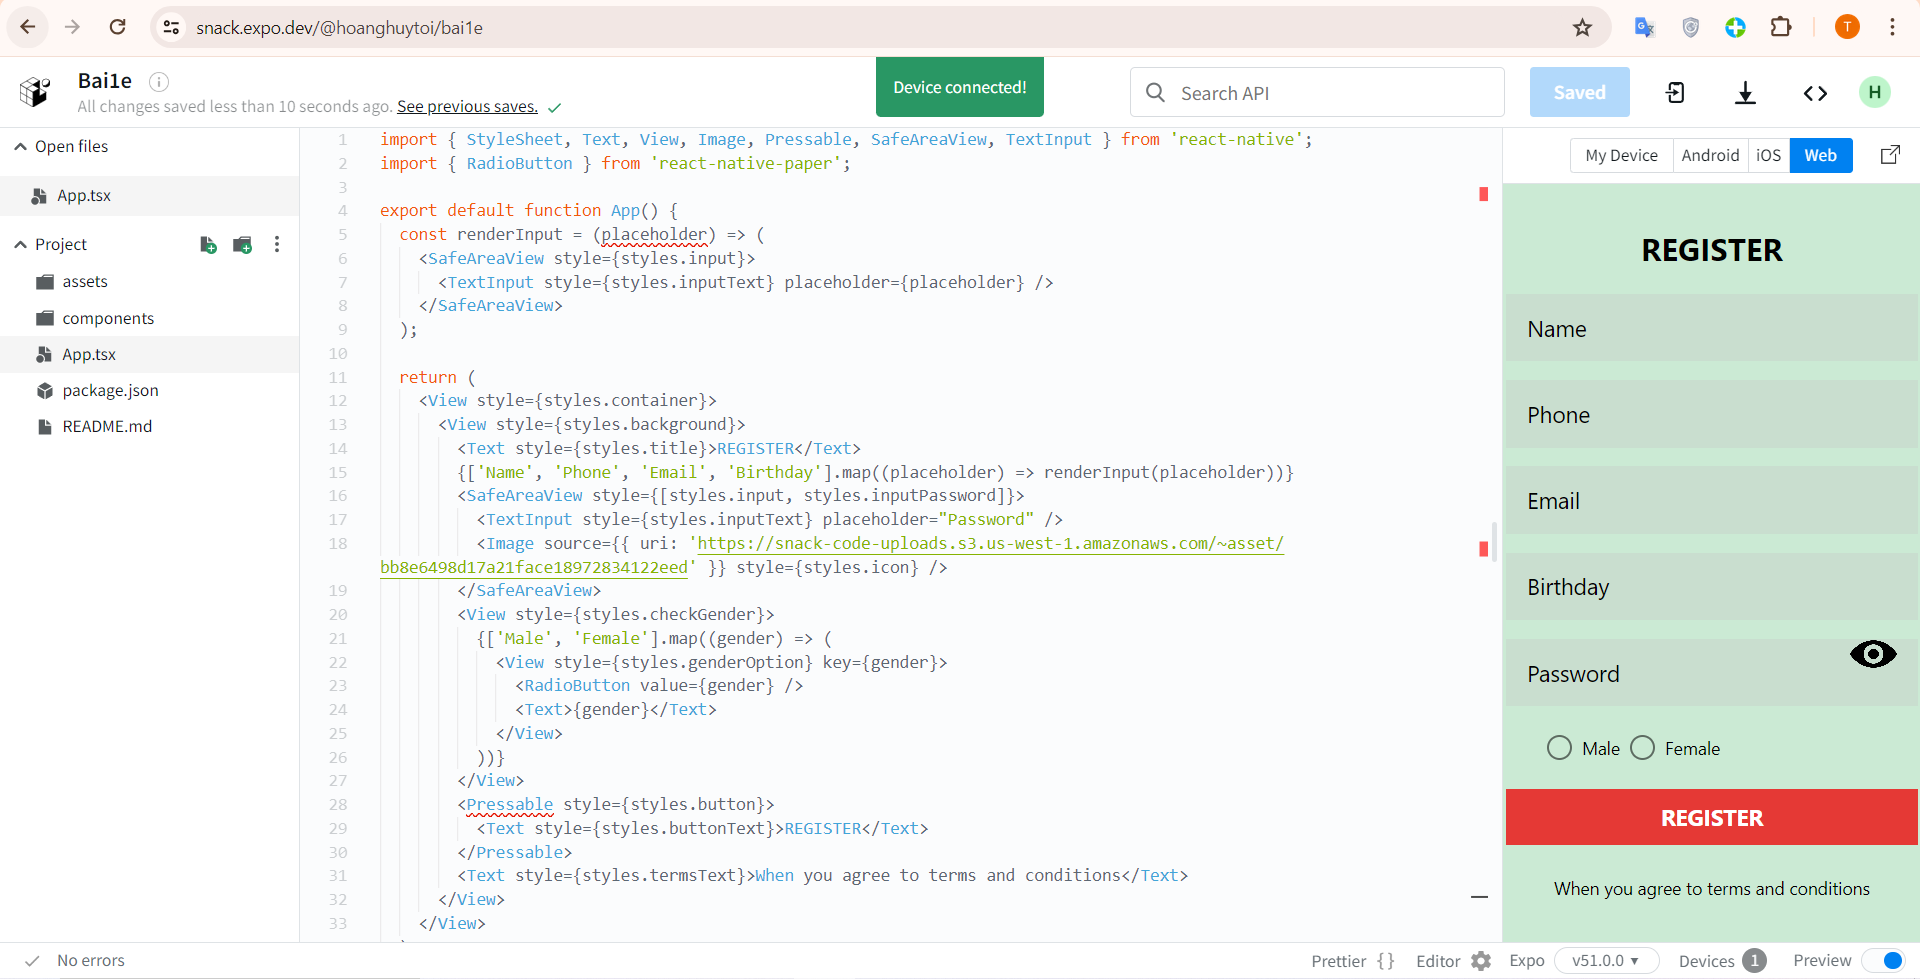 snack.expo.dev/@hoanghuytoi/bai1e
T
Bai1e
All changes saved less than 10 seconds ago. See previous saves.
Device connected!
Search API
Saved
H
Open files
App.tsx
Project
assets
components
App.tsx
package.json
README.md
1 import { StyleSheet, Text, View, Image, Pressable, SafeAreaView, TextInput } from 'react-native';
2 import { RadioButton } from 'react-native-paper';
3
4 export default function App() {
5 const renderInput = (placeholder) => (
6 <SafeAreaView style={styles.input}>
7 <TextInput style={styles.inputText} placeholder={placeholder} />
8 </SafeAreaView>
9 );
10
11 return (
12 <View style={styles.container}>
13 <View style={styles.background}>
14 <Text style={styles.title}>REGISTER</Text>
15 {['Name', 'Phone', 'Email', 'Birthday'].map((placeholder) => renderInput(placeholder))}
16 <SafeAreaView style={[styles.input, styles.inputPassword]}>
17 <TextInput style={styles.inputText} placeholder="Password" />
18 <Image source={{ uri: 'https://snack-code-uploads.s3.us-west-1.amazonaws.com/~asset/
bb8e6498d17a21face18972834122eed' }} style={styles.icon} />
19 </SafeAreaView>
20 <View style={styles.checkGender}>
21 {['Male', 'Female'].map((gender) => (
22 <View style={styles.genderOption} key={gender}>
23 <RadioButton value={gender} />
24 <Text>{gender}</Text>
25 </View>
26 ))}
27 </View>
28 <Pressable style={styles.button}>
29 <Text style={styles.buttonText}>REGISTER</Text>
30 </Pressable>
31 <Text style={styles.termsText}>When you agree to terms and conditions</Text>
32 </View>
33 </View>
My Device Android iOS Web
REGISTER
Name
Phone
Email
Birthday
Password
Male Female
REGISTER
When you agree to terms and conditions
No errors
Prettier {} Editor Expo v51.0.0 Devices 1 Preview